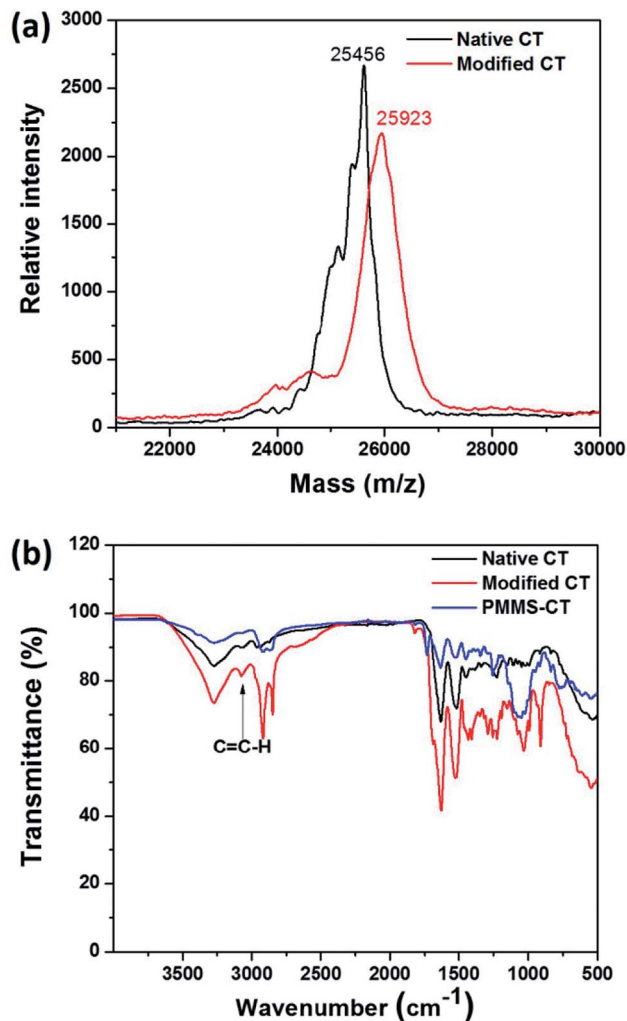 (a)
3000
2500
2000
1500
1000
500
0
Relative intensity
25456
25923
Native CT
Modified CT
22000 24000 26000 28000 30000
Mass (m/z)
(b)
120
100
80
60
40
20
0
Transmittance (%)
Native CT
Modified CT
PMMS-CT
C=C-H
3500 3000 2500 2000 1500 1000 500
Wavenumber (cm⁻¹)